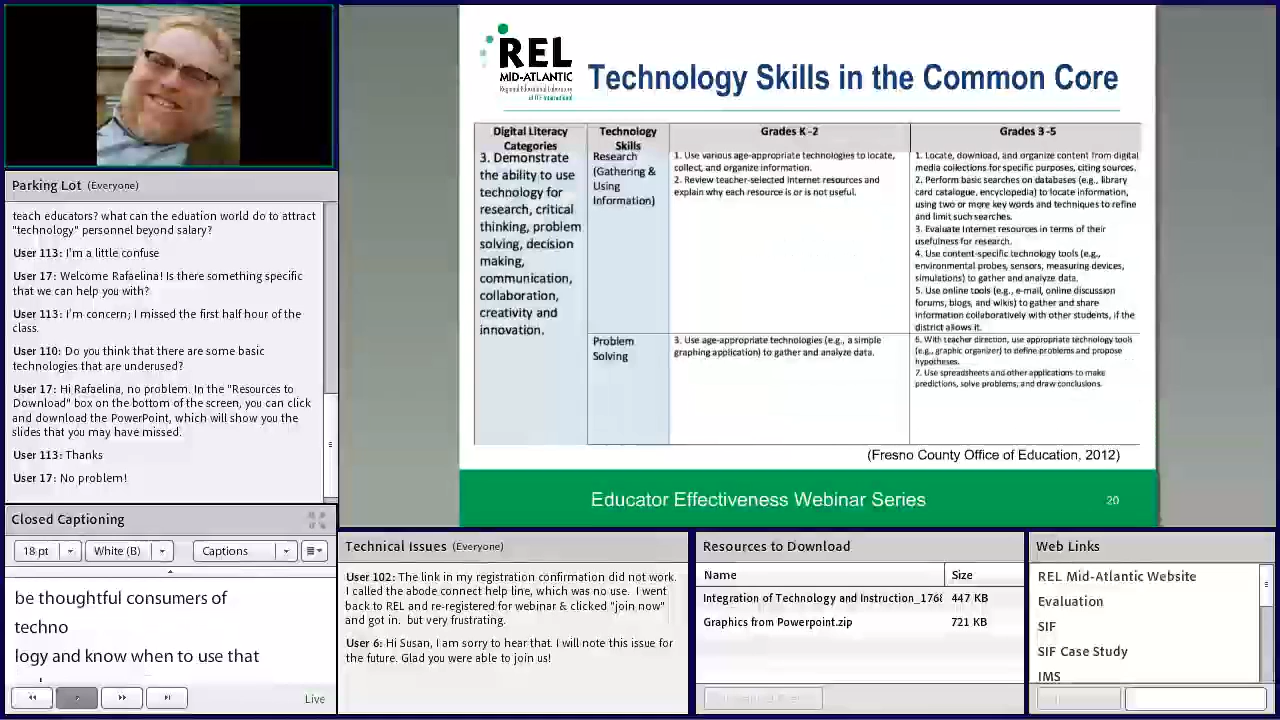 REL
MID-ATLANTIC
Regional Educational Laboratory
Technology Skills in the Common Core
Digital Literacy
Categories
Technology
Skills
Grades K-2
Grades 3-5
3. Demonstrate
the ability to use
technology for
research, critical
thinking, problem
solving, decision
making,
communication,
collaboration,
creativity and
innovation.
Research
(Gathering &
Using
Information)
1. Use various age-appropriate technologies to locate,
collect, and organize information.
2. Review teacher-selected Internet resources and
explain why each resource is or is not useful.
1. Locate, download, and organize content from digital
media collections for specific purposes, citing sources.
2. Perform basic searches on databases (e.g., library
card catalogue, encyclopedia) to locate information,
using two or more key words and techniques to refine
and limit such searches.
3. Evaluate Internet resources in terms of their
usefulness for research.
4. Use content-specific technology tools (e.g.,
environmental probes, sensors, measuring devices,
simulations) to gather and analyze data.
5. Use online tools (e.g., e-mail, online discussion
forums, blogs, and wikis) to gather and share
information collaboratively with other students, if the
district allows it.
Problem
Solving
3. Use age-appropriate technologies (e.g., a simple
graphing application) to gather and analyze data.
6. With teacher direction, use appropriate technology tools
(e.g., graphic organizer) to define problems and propose
hypotheses.
7. Use spreadsheets and other applications to make
predictions, solve problems, and draw conclusions.
(Fresno County Office of Education, 2012)
Educator Effectiveness Webinar Series
20
Parking Lot (Everyone)
teach educators? what can the eduation world do to attract
"technology" personnel beyond salary?
User 113: I'm a little confuse
User 17: Welcome Rafaelina! Is there something specific
that we can help you with?
User 113: I'm concern; I missed the first half hour of the
class.
User 110: Do you think that there are some basic
technologies that are underused?
User 17: Hi Rafaelina, no problem. In the "Resources to
Download" box on the bottom of the screen, you can click
and download the PowerPoint, which will show you the
slides that you may have missed.
User 113: Thanks
User 17: No problem!
Closed Captioning
18 pt
White (B)
Captions
be thoughtful consumers of
techno
logy and know when to use that
Live
Technical Issues (Everyone)
User 102: The link in my registration confirmation did not work.
I called the abode connect help line, which was no use. I went
back to REL and re-registered for webinar & clicked "join now"
and got in. but very frustrating.
User 6: Hi Susan, I am sorry to hear that. I will note this issue for
the future. Glad you were able to join us!
Resources to Download
Name Size
Integration of Technology and Instruction_176 447 KB
Graphics from Powerpoint.zip 721 KB
Web Links
REL Mid-Atlantic Website
Evaluation
SIF
SIF Case Study
IMS